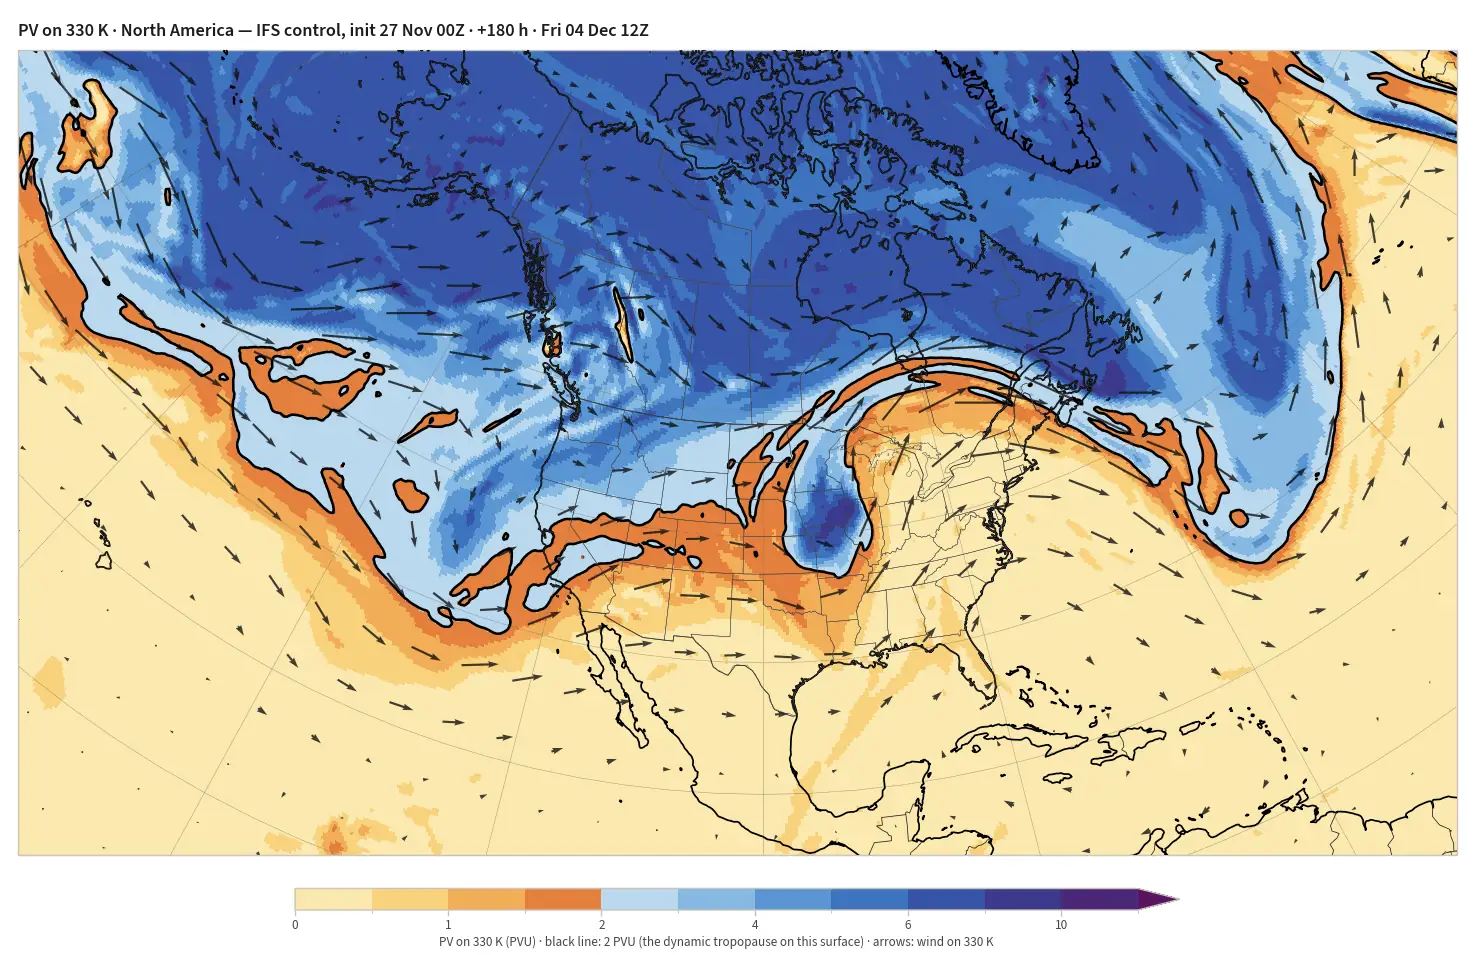 PV on 330 K · North America — IFS control, init 27 Nov 00Z · +180 h · Fri 04 Dec 12Z
0 1 2 4 6 10
PV on 330 K (PVU) · black line: 2 PVU (the dynamic tropopause on this surface) · arrows: wind on 330 K